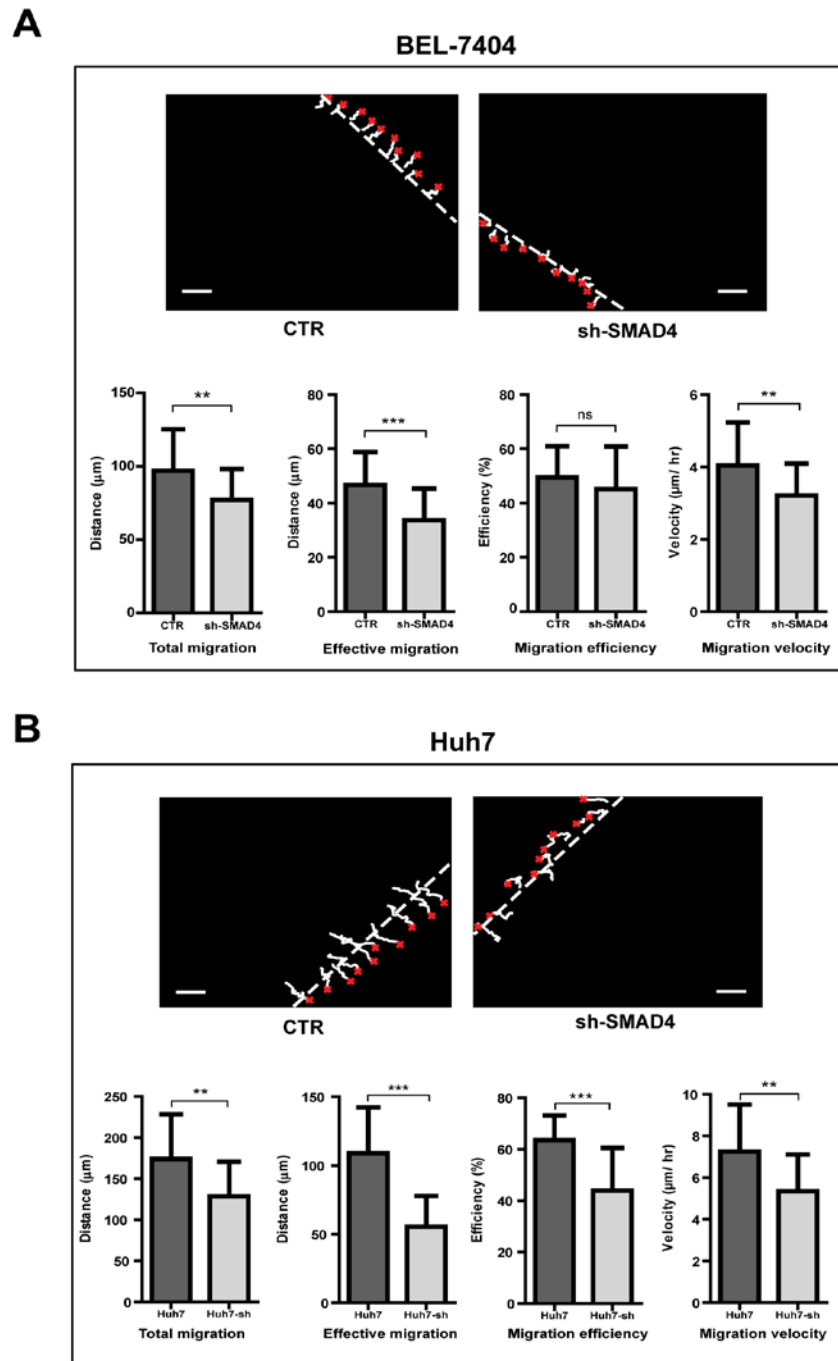 A
BEL-7404
CTR
sh-SMAD4
Distance (μm)
150
100
50
0
**
CTR
sh-SMAD4
Total migration
Distance (μm)
80
60
40
20
0
***
CTR
sh-SMAD4
Effective migration
Efficiency (%)
80
60
40
20
0
ns
CTR
sh-SMAD4
Migration efficiency
Velocity (μm/ hr)
6
4
2
0
**
CTR
sh-SMAD4
Migration velocity
B
Huh7
CTR
sh-SMAD4
Distance (μm)
250
200
150
100
50
0
**
Huh7
Huh7-sh
Total migration
Distance (μm)
150
100
50
0
***
Huh7
Huh7-sh
Effective migration
Efficiency (%)
80
60
40
20
0
***
Huh7
Huh7-sh
Migration efficiency
Velocity (μm/ hr)
10
8
6
4
2
0
**
Huh7
Huh7-sh
Migration velocity